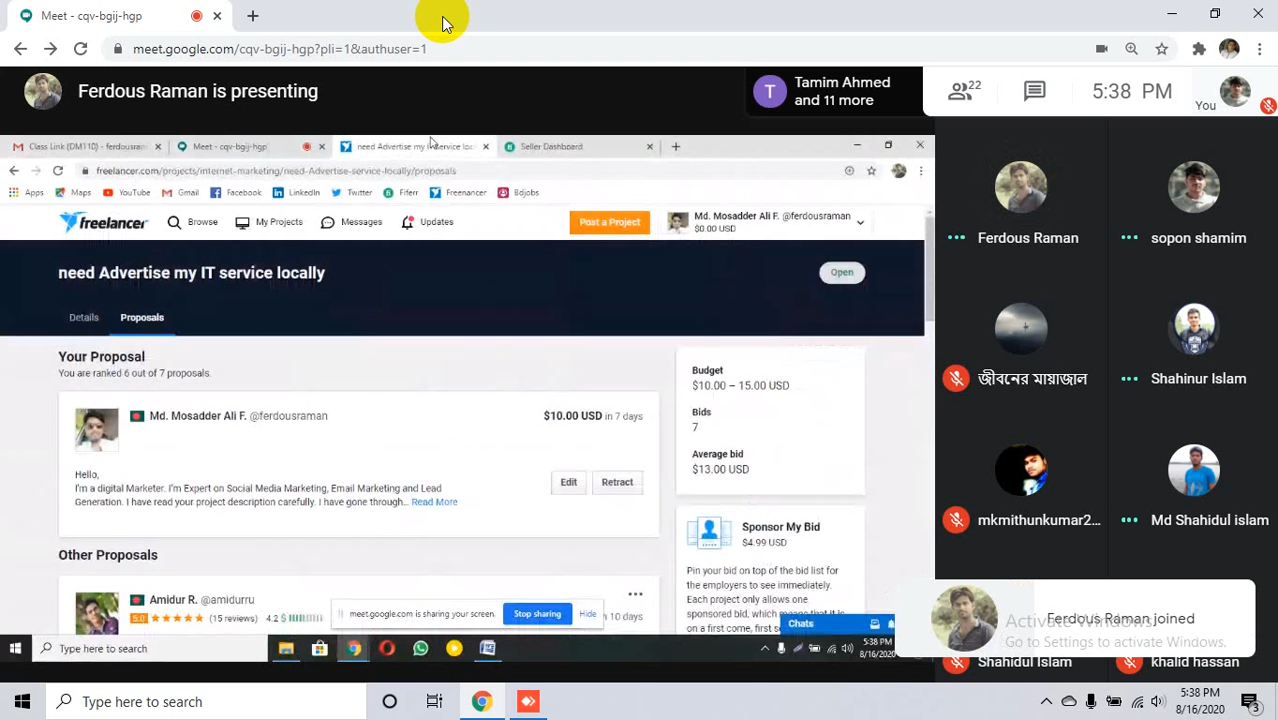 Meet - cqv-bgij-hgp
meet.google.com/cqv-bgij-hgp?pli=1&authuser=1
Ferdous Raman is presenting
T
Tamim Ahmed
and 11 more
22
5:38 PM
You
Class Link (DM110) - ferdousram
Meet - cqv-bgij-hgp
need Advertise my IT service loc
Seller Dashboard
freelancer.com/projects/internet-marketing/need-Advertise-service-locally/proposals
Apps
Maps
YouTube
Gmail
Facebook
LinkedIn
Twitter
Fiferr
Freenancer
Bdjobs
freelancer
Browse
My Projects
Messages
Updates
Post a Project
Md. Mosadder Ali F. @ferdousraman
$0.00 USD
need Advertise my IT service locally
Open
Details
Proposals
Your Proposal
You are ranked 6 out of 7 proposals.
Md. Mosadder Ali F. @ferdousraman
$10.00 USD in 7 days
Hello,
I'm a digital Marketer. I'm Expert on Social Media Marketing, Email Marketing and Lead
Generation. I have read your project description carefully. I have gone through... Read More
Edit
Retract
Other Proposals
Amidur R. @amidurru
5.0 (15 reviews) 4.2
n 10 days
Budget
$10.00 – 15.00 USD
Bids
7
Average bid
$13.00 USD
Sponsor My Bid
$4.99 USD
Pin your bid on top of the bid list
for the employers to see immediately.
Each project only allows one
sponsored bid, which means that it is
on a first come, first se
Chats
meet.google.com is sharing your screen.
Stop sharing
Hide
Type here to search
5:38 PM
8/16/2020
Ferdous Raman
sopon shamim
জীবনের মায়াজাল
Shahinur Islam
mkmithunkumar2...
Md Shahidul islam
Ferdous Raman joined
Activate Windows
Go to Settings to activate Windows.
Shahidul Islam
khalid hassan
Type here to search
5:38 PM
8/16/2020
3